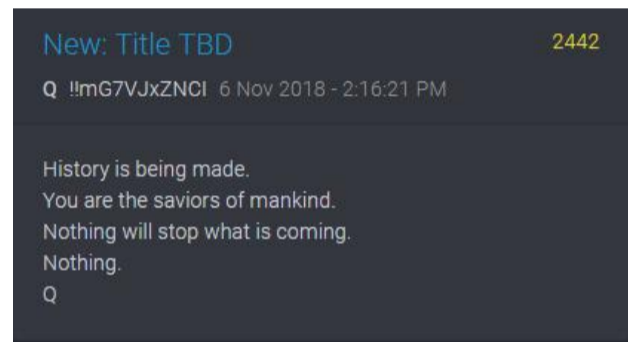 New: Title TBD 2442
Q !!mG7VJxZNCI 6 Nov 2018 - 2:16:21 PM
History is being made.
You are the saviors of mankind.
Nothing will stop what is coming.
Nothing.
Q